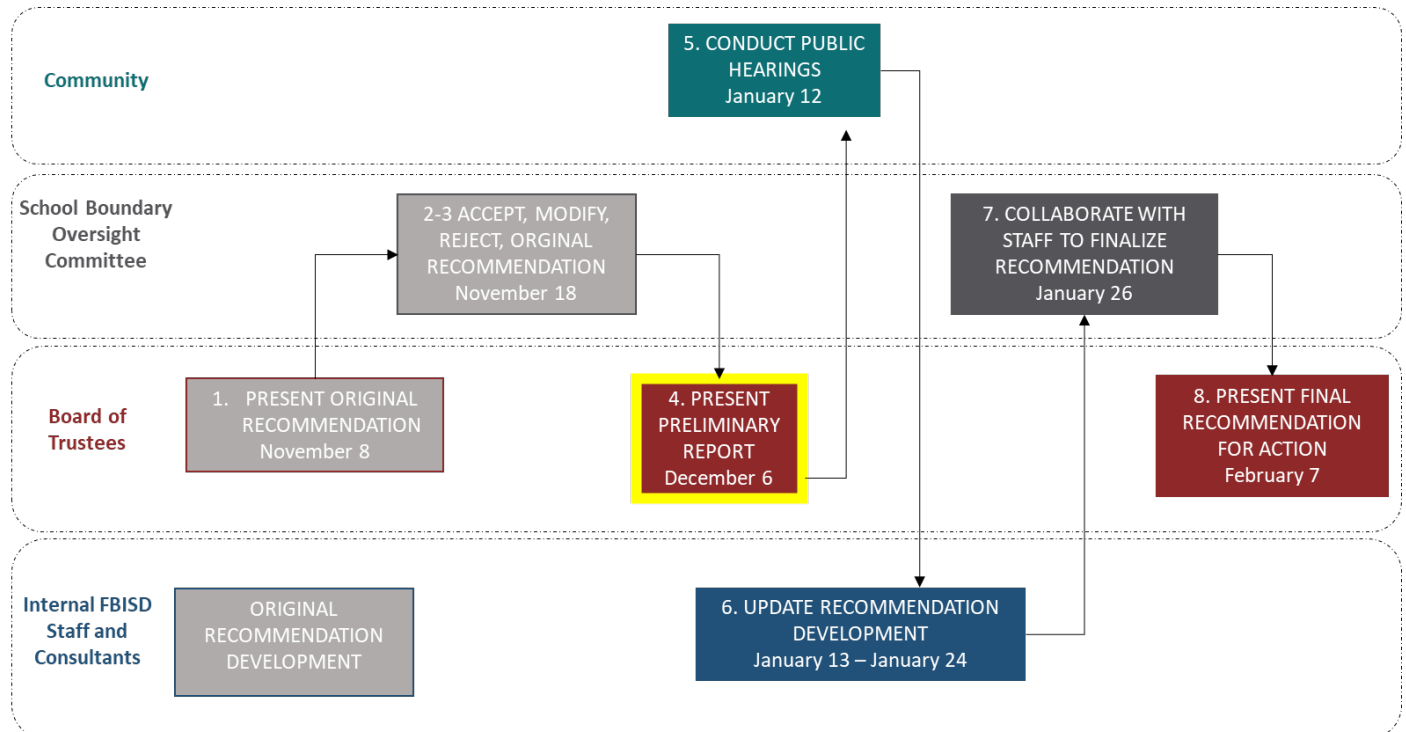 Community
5. CONDUCT PUBLIC
HEARINGS
January 12
School Boundary
Oversight
Committee
2-3 ACCEPT, MODIFY,
REJECT, ORGINAL
RECOMMENDATION
November 18
7. COLLABORATE WITH
STAFF TO FINALIZE
RECOMMENDATION
January 26
Board of
Trustees
1. PRESENT ORIGINAL
RECOMMENDATION
November 8
4. PRESENT
PRELIMINARY
REPORT
December 6
8. PRESENT FINAL
RECOMMENDATION
FOR ACTION
February 7
Internal FBISD
Staff and
Consultants
ORIGINAL
RECOMMENDATION
DEVELOPMENT
6. UPDATE RECOMMENDATION
DEVELOPMENT
January 13 – January 24